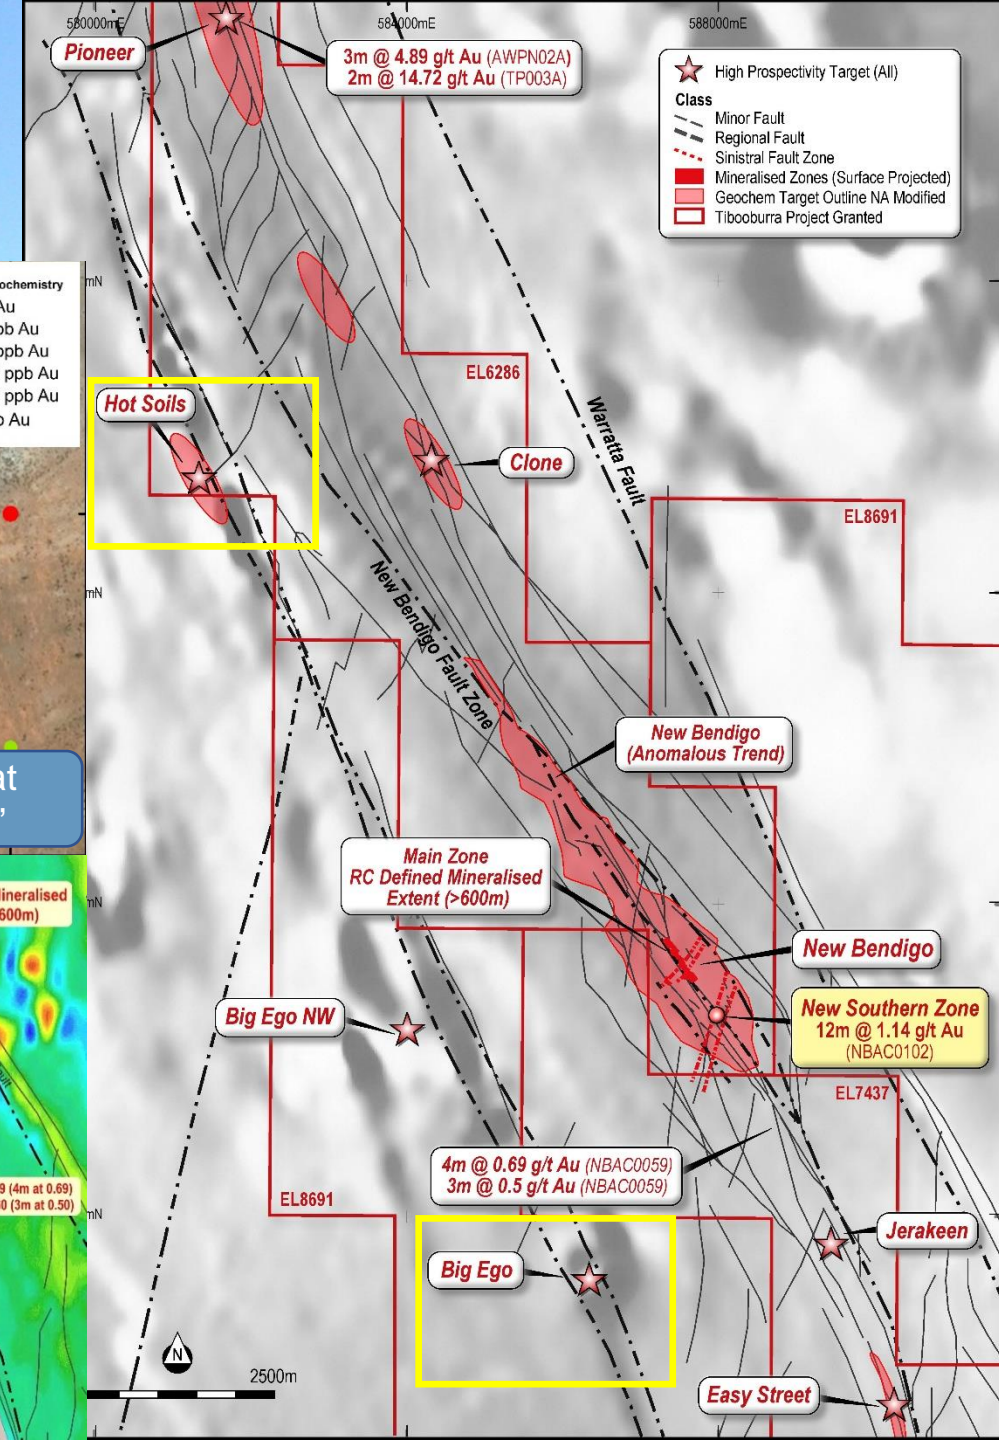 580000mE
584000mE
588000mE
Pioneer
3m @ 4.89 g/t Au (AWPN02A)
2m @ 14.72 g/t Au (TP003A)
High Prospectivity Target (All)
Class
Minor Fault
Regional Fault
Sinistral Fault Zone
Mineralised Zones (Surface Projected)
Geochem Target Outline NA Modified
Tibooburra Project Granted
ochemistry
Au
ppb Au
ppb Au
ppb Au
mN
EL6286
Hot Soils
Clone
Warratta Fault
EL8691
mN
New Bendigo Fault Zone
New Bendigo
(Anomalous Trend)
at
Main Zone
RC Defined Mineralised
Extent (>600m)
mN
ineralised
600m)
New Bendigo
Big Ego NW
New Southern Zone
12m @ 1.14 g/t Au
(NBAC0102)
EL7437
4m @ 0.69 g/t Au (NBAC0059)
3m @ 0.5 g/t Au (NBAC0059)
9 (4m at 0.69)
0 (3m at 0.50)
EL8691
mN
Jerakeen
Big Ego
N
2500m
Easy Street